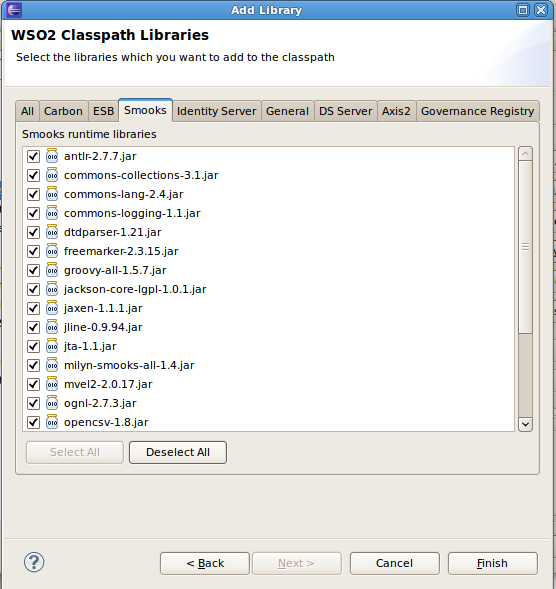 Add Library
WSO2 Classpath Libraries
Select the libraries which you want to add to the classpath
All Carbon ESB Smooks Identity Server General DS Server Axis2 Governance Registry
Smooks runtime libraries
antlr-2.7.7.jar
commons-collections-3.1.jar
commons-lang-2.4.jar
commons-logging-1.1.jar
dtdparser-1.21.jar
freemarker-2.3.15.jar
groovy-all-1.5.7.jar
jackson-core-lgpl-1.0.1.jar
jaxen-1.1.1.jar
jline-0.9.94.jar
jta-1.1.jar
milyn-smooks-all-1.4.jar
mvel2-2.0.17.jar
ognl-2.7.3.jar
opencsv-1.8.jar
Select All Deselect All
? < Back Next > Cancel Finish